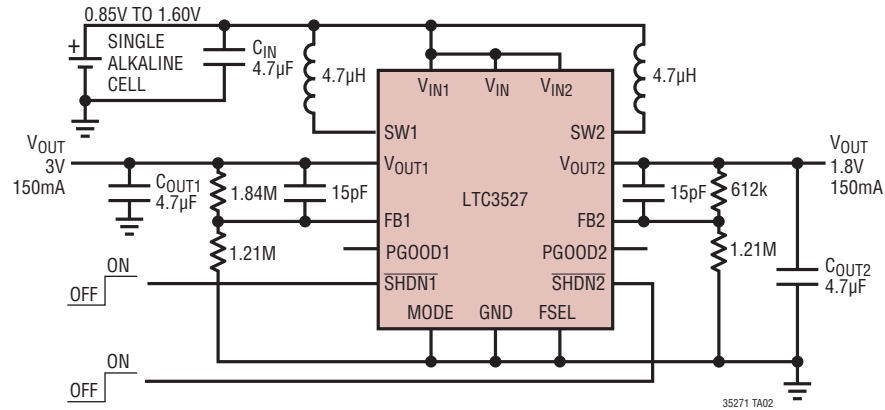 0.85V TO 1.60V
+
SINGLE
ALKALINE
CELL
CIN
4.7µF
4.7µH
VIN1
VIN
VIN2
4.7µH
SW1
SW2
VOUT
3V
150mA
VOUT1
VOUT2
VOUT
1.8V
150mA
COUT1
4.7µF
1.84M
15pF
LTC3527
15pF
612k
FB1
FB2
1.21M
PGOOD1
PGOOD2
1.21M
COUT2
4.7µF
ON
OFF
SHDN1
SHDN2
MODE
GND
FSEL
ON
OFF
35271 TA02